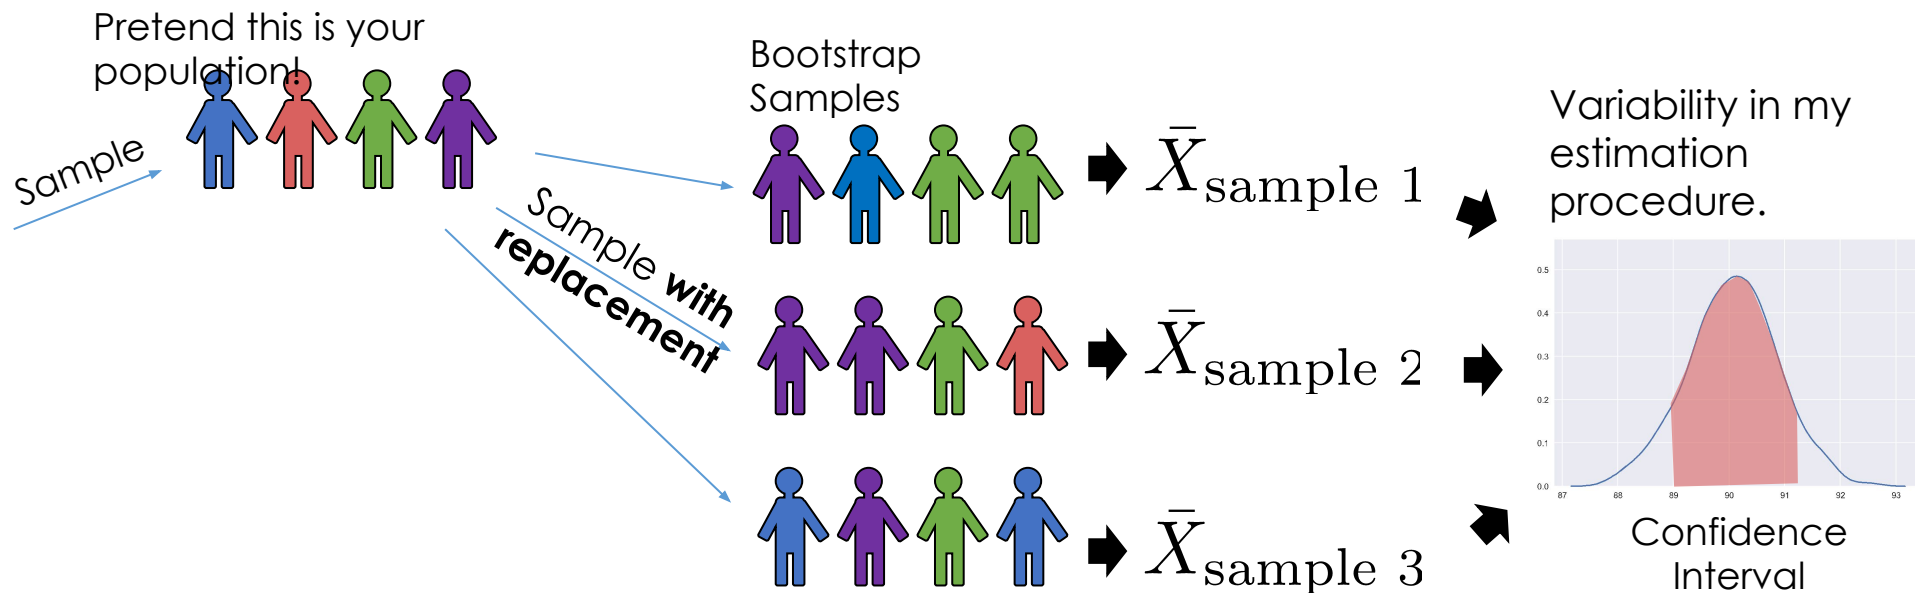 Pretend this is your
population!
Sample
Sample with
replacement
Bootstrap
Samples
X̄sample 1
X̄sample 2
X̄sample 3
Variability in my
estimation
procedure.
0.5
0.4
0.3
0.2
0.1
0.0
87 88 89 90 91 92 93
Confidence
Interval